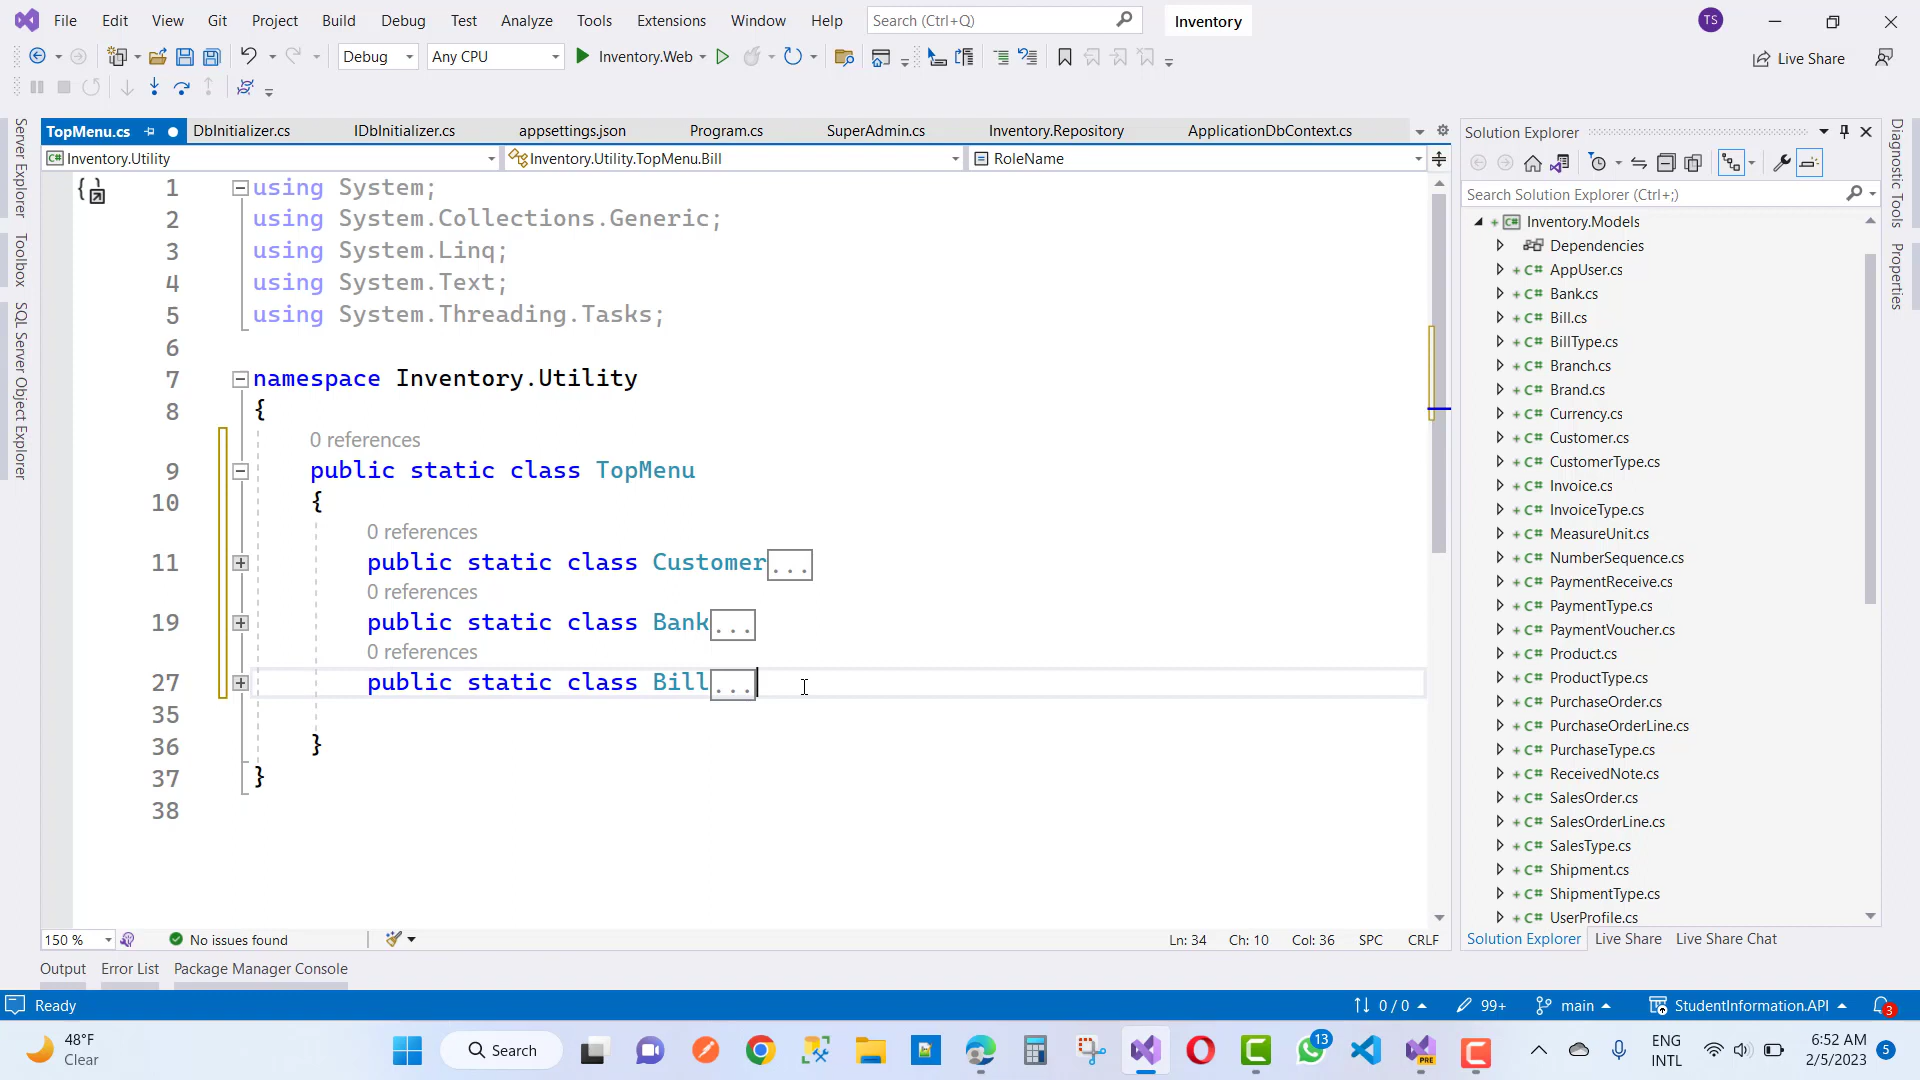 File Edit View Git Project Build Debug Test Analyze Tools Extensions Window Help Search (Ctrl+Q) Inventory TS
Debug Any CPU Inventory.Web Live Share
TopMenu.cs DbInitializer.cs IDbInitializer.cs appsettings.json Program.cs SuperAdmin.cs Inventory.Repository ApplicationDbContext.cs
Inventory.Utility Inventory.Utility.TopMenu.Bill RoleName
1 using System;
2 using System.Collections.Generic;
3 using System.Linq;
4 using System.Text;
5 using System.Threading.Tasks;
6
7 namespace Inventory.Utility
8 {
0 references
9 public static class TopMenu
10 {
0 references
11 public static class Customer...
0 references
19 public static class Bank...
0 references
27 public static class Bill...
35
36 }
37 }
38
150 % No issues found Ln: 34 Ch: 10 Col: 36 SPC CRLF
Server Explorer
Toolbox
SQL Server Object Explorer
Solution Explorer
Search Solution Explorer (Ctrl+;)
Inventory.Models
Dependencies
C# AppUser.cs
C# Bank.cs
C# Bill.cs
C# BillType.cs
C# Branch.cs
C# Brand.cs
C# Currency.cs
C# Customer.cs
C# CustomerType.cs
C# Invoice.cs
C# InvoiceType.cs
C# MeasureUnit.cs
C# NumberSequence.cs
C# PaymentReceive.cs
C# PaymentType.cs
C# PaymentVoucher.cs
C# Product.cs
C# ProductType.cs
C# PurchaseOrder.cs
C# PurchaseOrderLine.cs
C# PurchaseType.cs
C# ReceivedNote.cs
C# SalesOrder.cs
C# SalesOrderLine.cs
C# SalesType.cs
C# Shipment.cs
C# ShipmentType.cs
C# UserProfile.cs
Solution Explorer Live Share Live Share Chat
Diagnostic Tools
Properties
Output Error List Package Manager Console
Ready 0 / 0 99+ main StudentInformation.API 3
48°F
Clear
Search
13
PRE
ENG
INTL
6:52 AM
2/5/2023
5